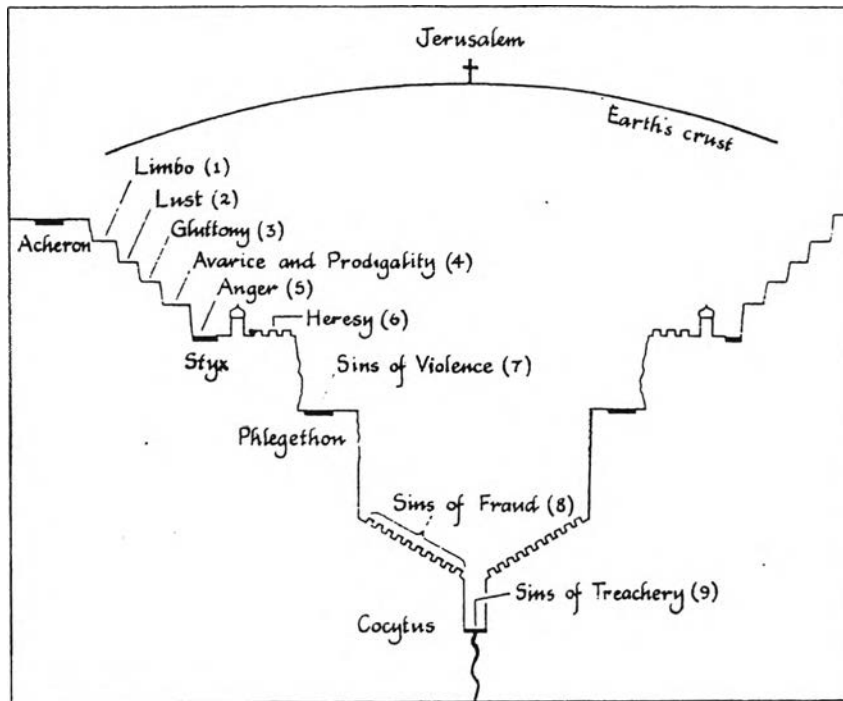 Jerusalem
Earth's crust
Limbo (1)
Lust (2)
Gluttony (3)
Acheron
Avarice and Prodigality (4)
Anger (5)
Heresy (6)
Styx
Sins of Violence (7)
Phlegethon
Sins of Fraud (8)
Sins of Treachery (9)
Cocytus